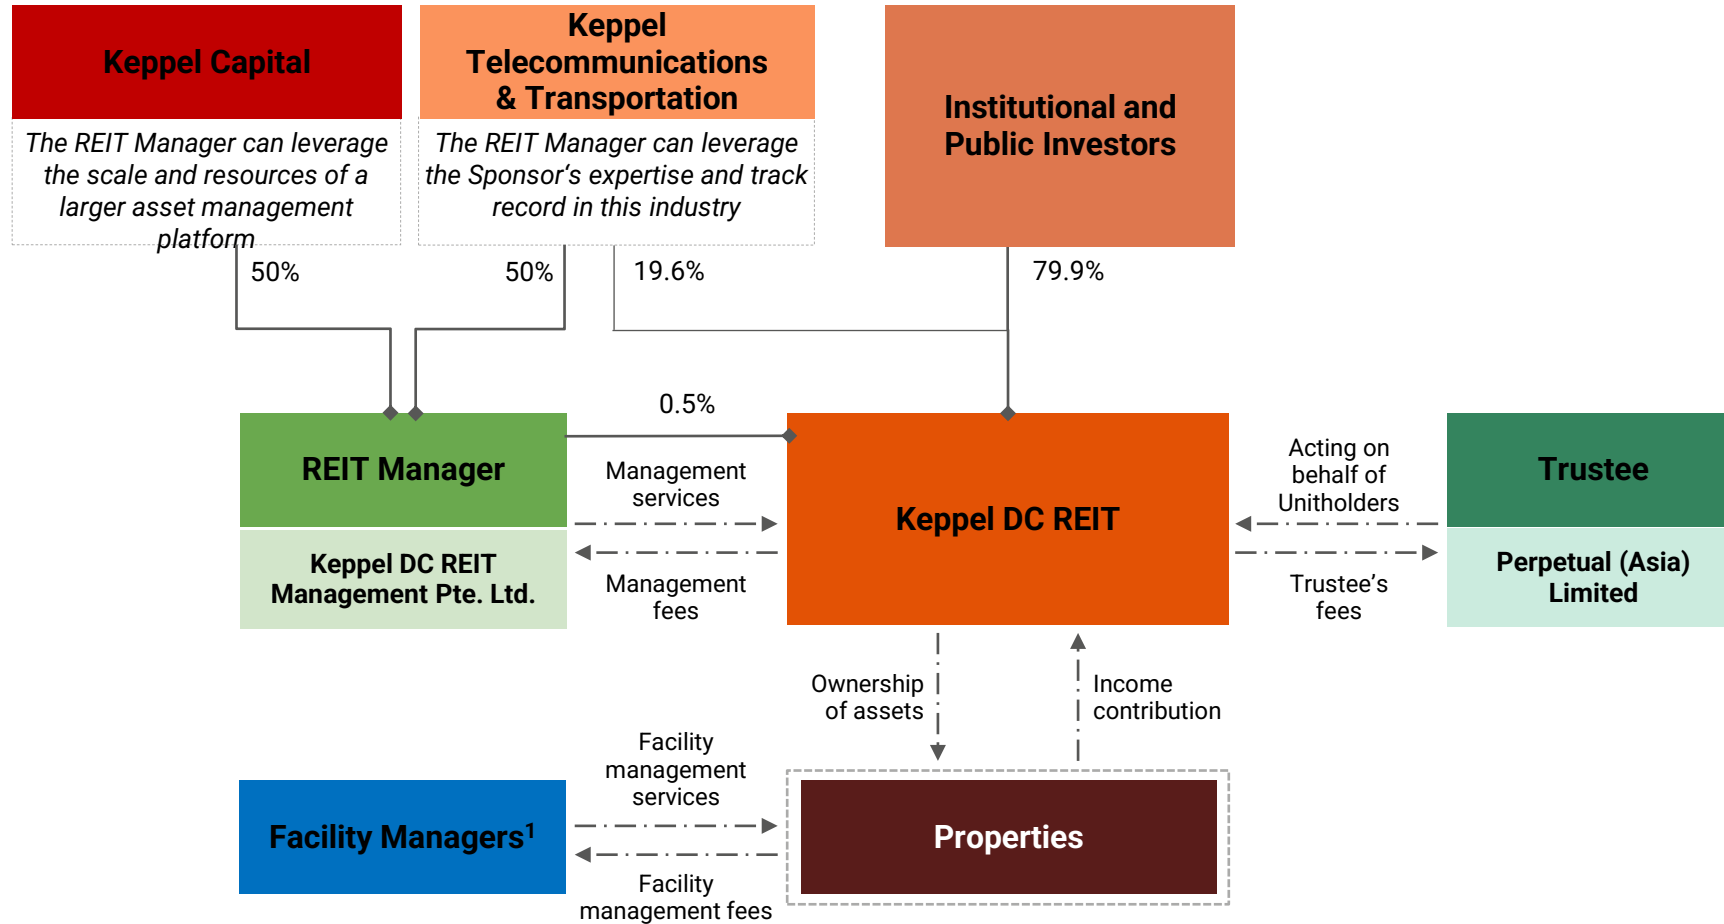 Keppel Capital
The REIT Manager can leverage
the scale and resources of a
larger asset management
platform
Keppel
Telecommunications
& Transportation
The REIT Manager can leverage
the Sponsor‘s expertise and track
record in this industry
Institutional and
Public Investors
50%
50%
19.6%
79.9%
0.5%
REIT Manager
Keppel DC REIT
Management Pte. Ltd.
Management
services
Management
fees
Keppel DC REIT
Acting on
behalf of
Unitholders
Trustee’s
fees
Trustee
Perpetual (Asia)
Limited
Ownership
of assets
Income
contribution
Facility Managers¹
Facility
management
services
Facility
management fees
Properties